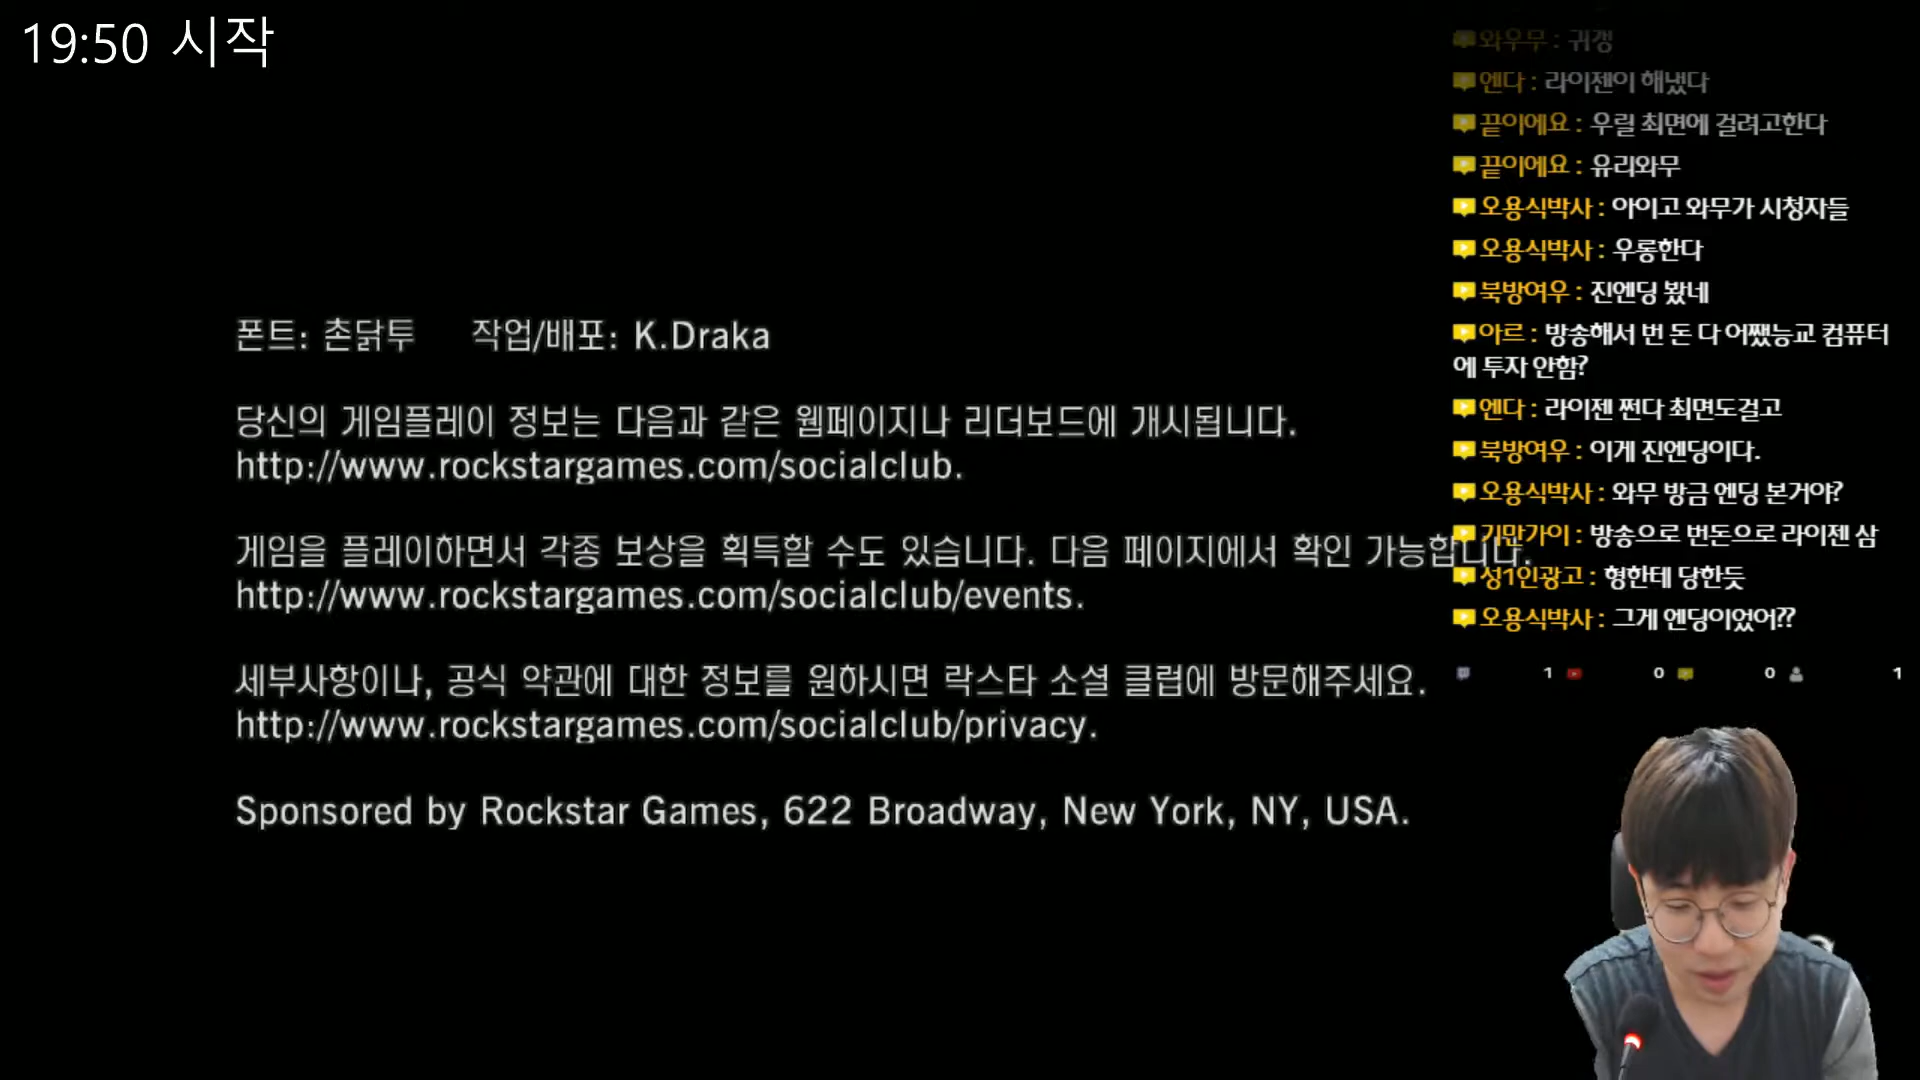 19:50 시작
폰트: 촌닭투 작업/배포: K.Draka
당신의 게임플레이 정보는 다음과 같은 웹페이지나 리더보드에 개시됩니다.
http://www.rockstargames.com/socialclub.
게임을 플레이하면서 각종 보상을 획득할 수도 있습니다. 다음 페이지에서 확인 가능합니다.
http://www.rockstargames.com/socialclub/events.
세부사항이나, 공식 약관에 대한 정보를 원하시면 락스타 소셜 클럽에 방문해주세요.
http://www.rockstargames.com/socialclub/privacy.
Sponsored by Rockstar Games, 622 Broadway, New York, NY, USA.
와우무 : 귀갱
엔다 : 라이젠이 해냈다
끝이에요 : 우릴 최면에 걸려고한다
끝이에요 : 유리와무
오용식박사 : 아이고 와무가 시청자들
오용식박사 : 우롱한다
북방여우 : 진엔딩 봤네
아르 : 방송해서 번 돈 다 어쨌능교 컴퓨터
에 투자 안함?
엔다 : 라이젠 쩐다 최면도걸고
북방여우 : 이게 진엔딩이다.
오용식박사 : 와무 방금 엔딩 본거야?
기만가이 : 방송으로 번돈으로 라이젠 삼
성1인광고 : 형한테 당한듯
오용식박사 : 그게 엔딩이었어??
1 0 0 1